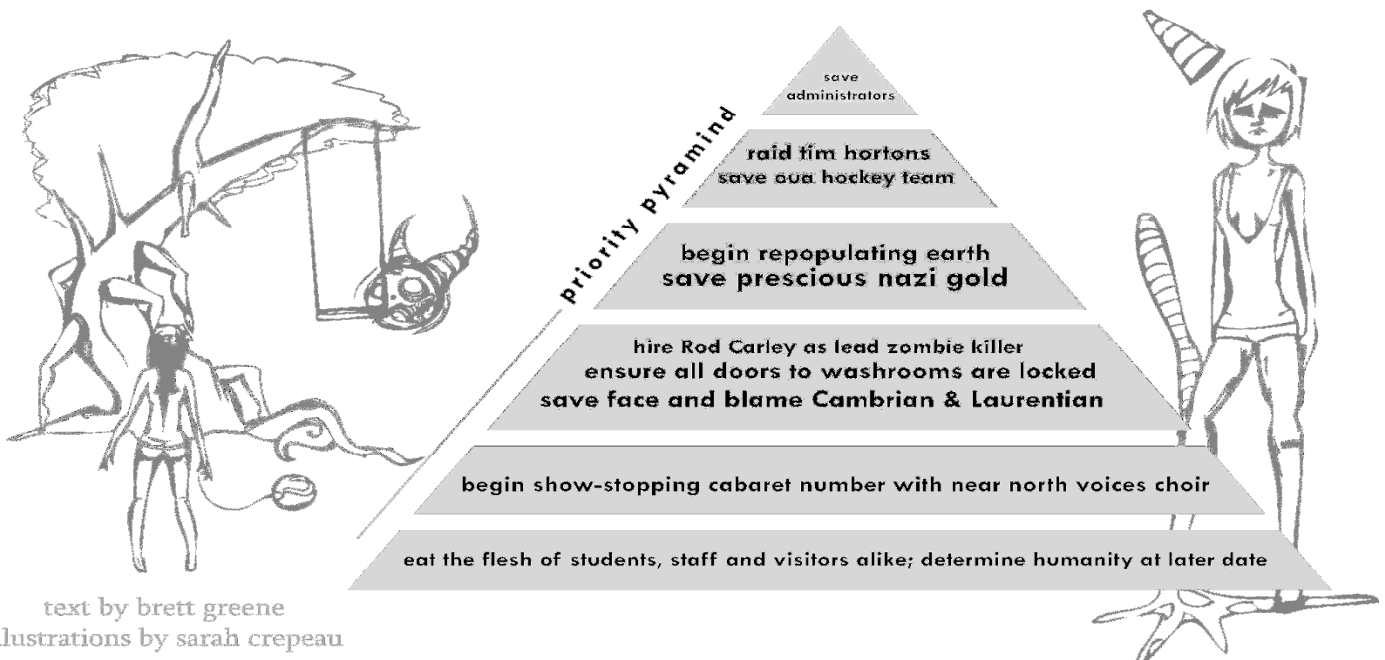 save
administrators
priority pyramind
raid tim hortons
save oua hockey team
begin repopulating earth
save prescious nazi gold
hire Rod Carley as lead zombie killer
ensure all doors to washrooms are locked
save face and blame Cambrian & Laurentian
begin show-stopping cabaret number with near north voices choir
eat the flesh of students, staff and visitors alike; determine humanity at later date
text by brett greene
llustrations by sarah crepeau